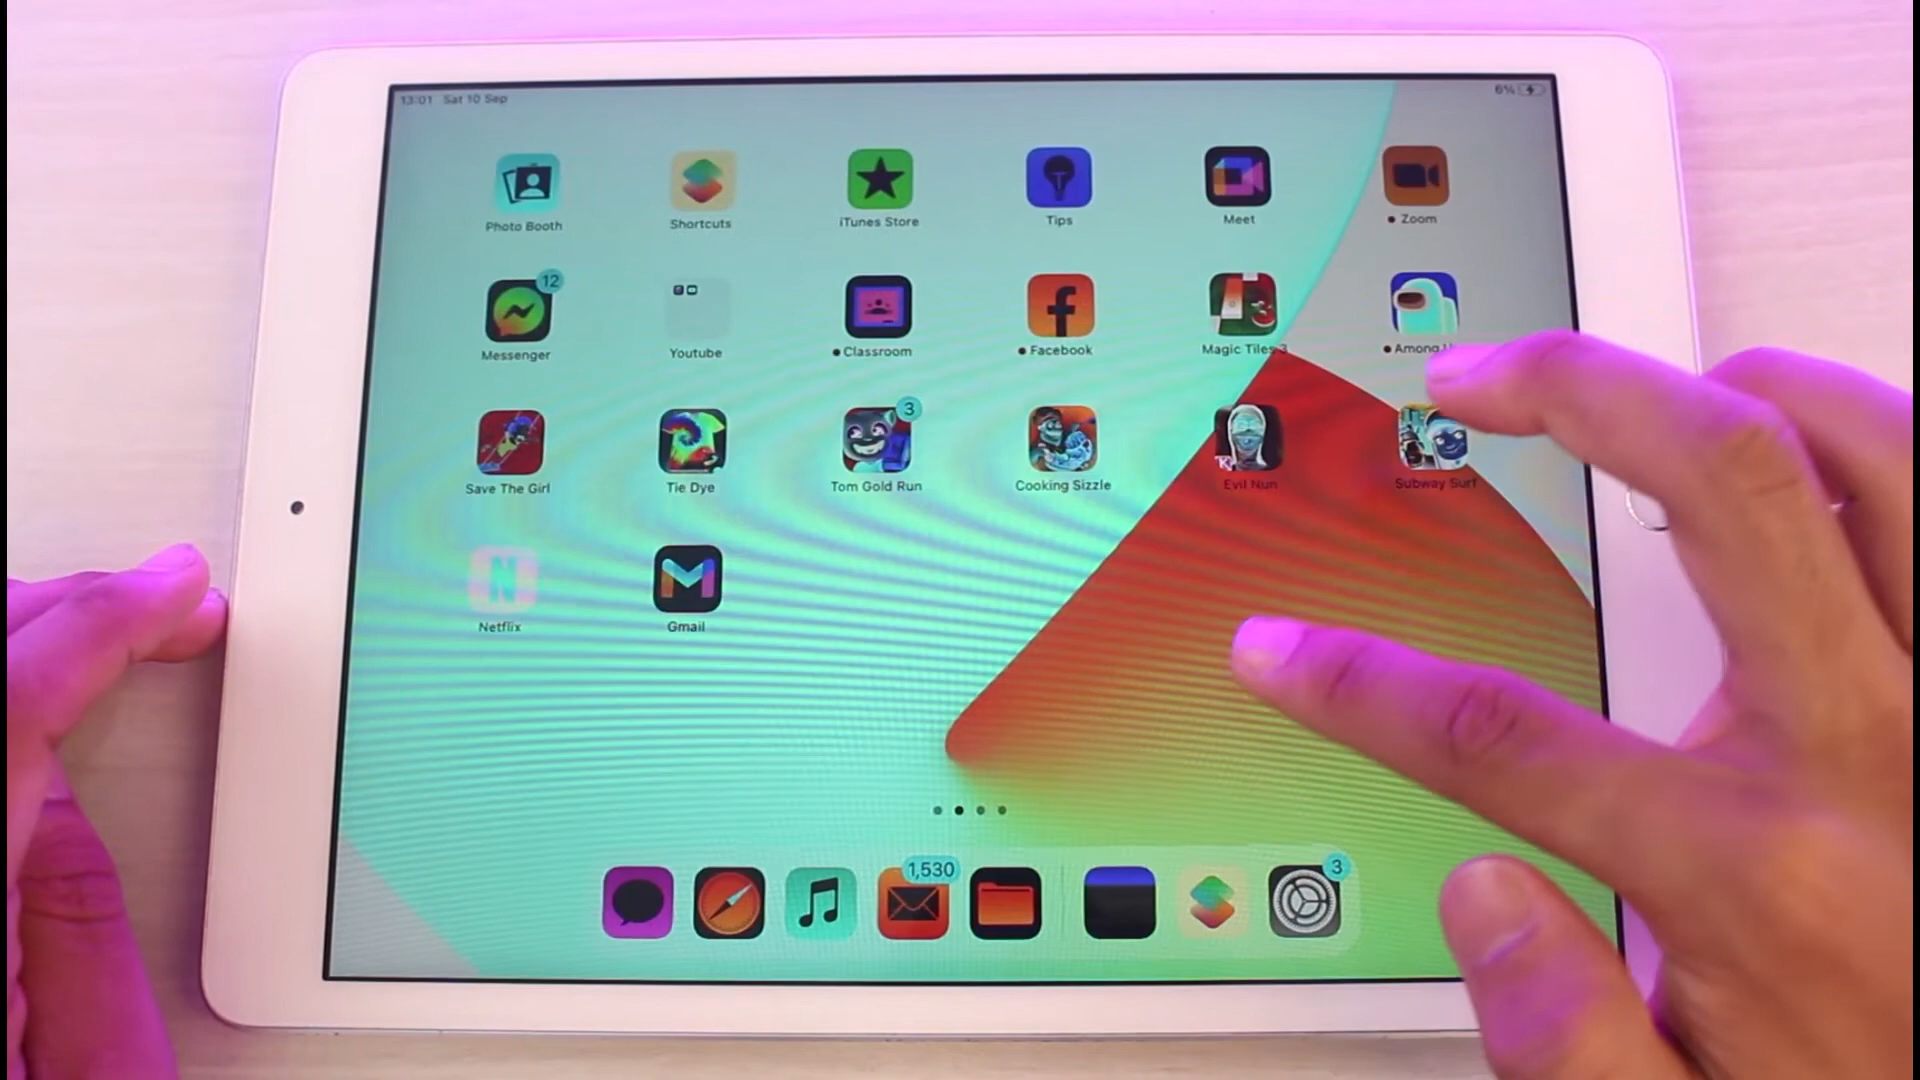 13:01 Sat 10 Sep
6%
Photo Booth
Shortcuts
iTunes Store
Tips
Meet
Zoom
12
Messenger
Youtube
Classroom
f
Facebook
Magic Tiles 3
Among
Save The Girl
Tie Dye
3
Tom Gold Run
Cooking Sizzle
Evil Nun
Subway Surf
N
Netflix
M
Gmail
1,530
3